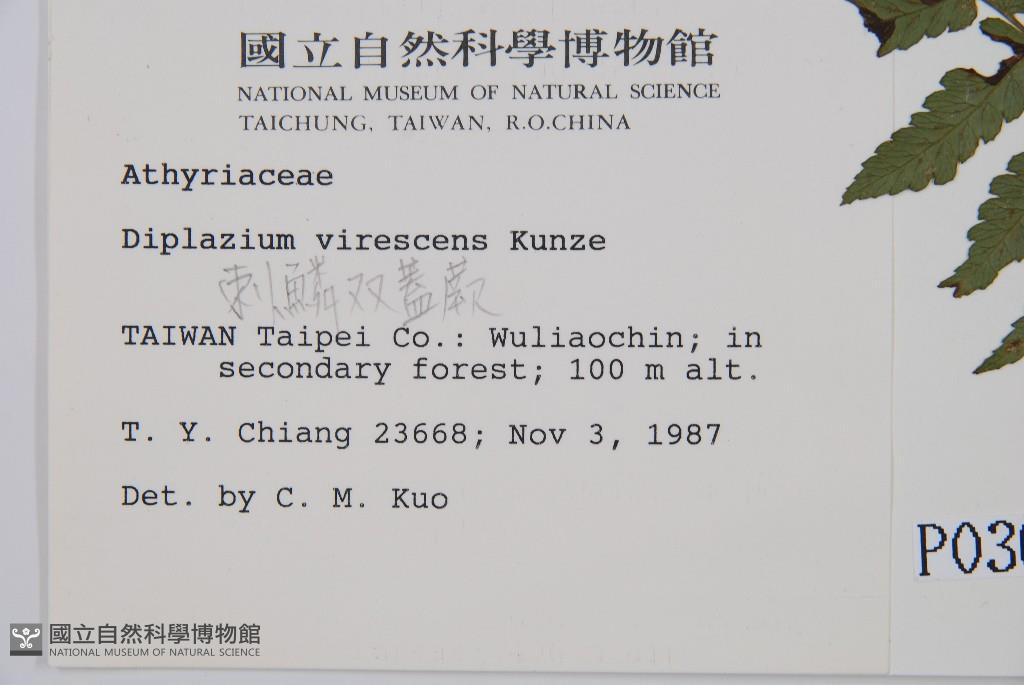 國立自然科學博物館
NATIONAL MUSEUM OF NATURAL SCIENCE
TAICHUNG, TAIWAN, R.O.CHINA
Athyriaceae
Diplazium virescens Kunze
刺鱗双蓋蕨
TAIWAN Taipei Co.: Wuliaochin; in
secondary forest; 100 m alt.
T. Y. Chiang 23668; Nov 3, 1987
Det. by C. M. Kuo
P03
國立自然科學博物館
NATIONAL MUSEUM OF NATURAL SCIENCE